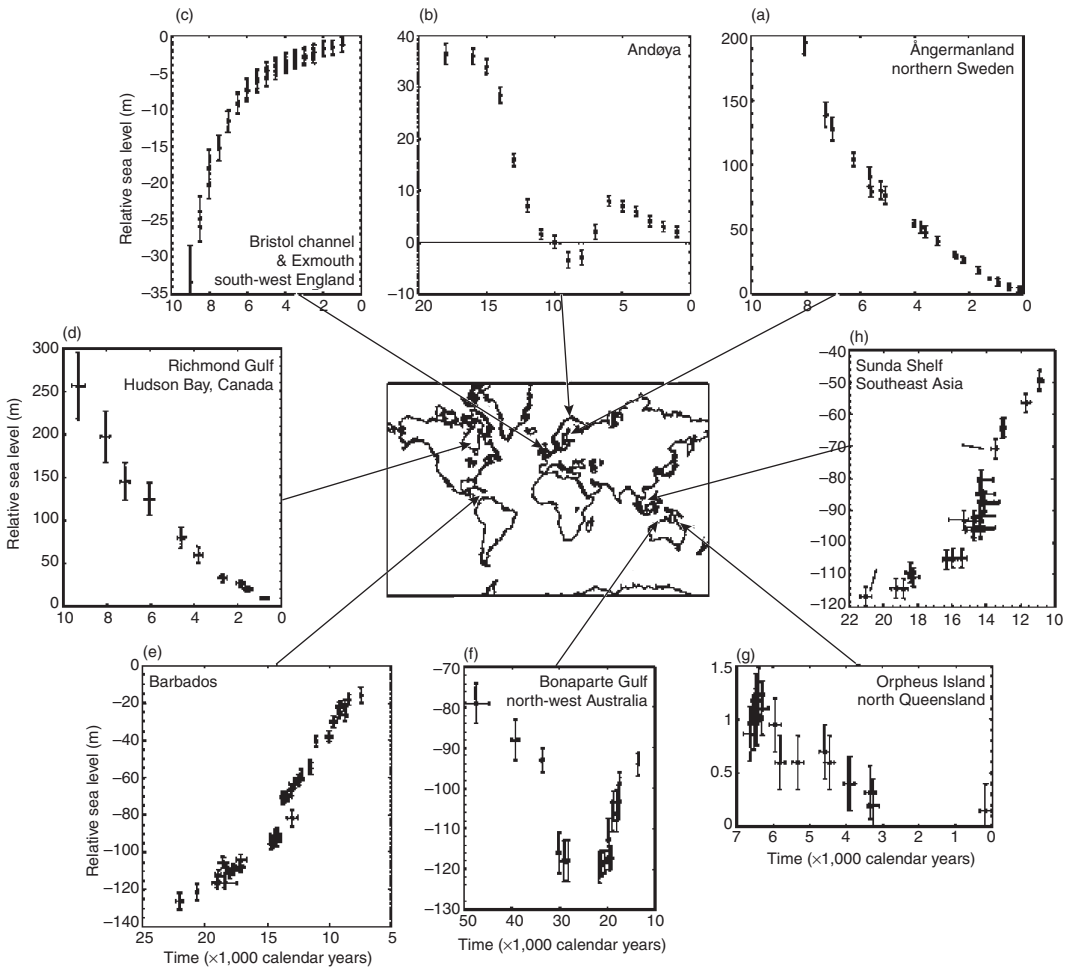 (c)
0
−5
−10
−15
−20
−25
−30
−35
10 8 6 4 2 0
Relative sea level (m)
Bristol channel
& Exmouth
south-west England
(b)
40
30
20
10
0
−10
20 15 10 5 0
Andøya
(a)
200
150
100
50
0
10 8 6 4 2 0
Ångermanland
northern Sweden
(d)
300
250
200
150
100
50
0
10 8 6 4 2 0
Relative sea level (m)
Richmond Gulf
Hudson Bay, Canada
(h)
−40
−50
−60
−70
−80
−90
−100
−110
−120
22 20 18 16 14 12 10
Sunda Shelf
Southeast Asia
(e)
0
−20
−40
−60
−80
−100
−120
−140
25 20 15 10 5
Relative sea level (m)
Barbados
Time (×1,000 calendar years)
(f)
−70
−80
−90
−100
−110
−120
−130
50 40 30 20 10
Bonaparte Gulf
north-west Australia
Time (×1,000 calendar years)
(g)
1.5
1
0.5
0
7 6 5 4 3 2 1 0
Orpheus Island
north Queensland
Time (×1,000 calendar years)